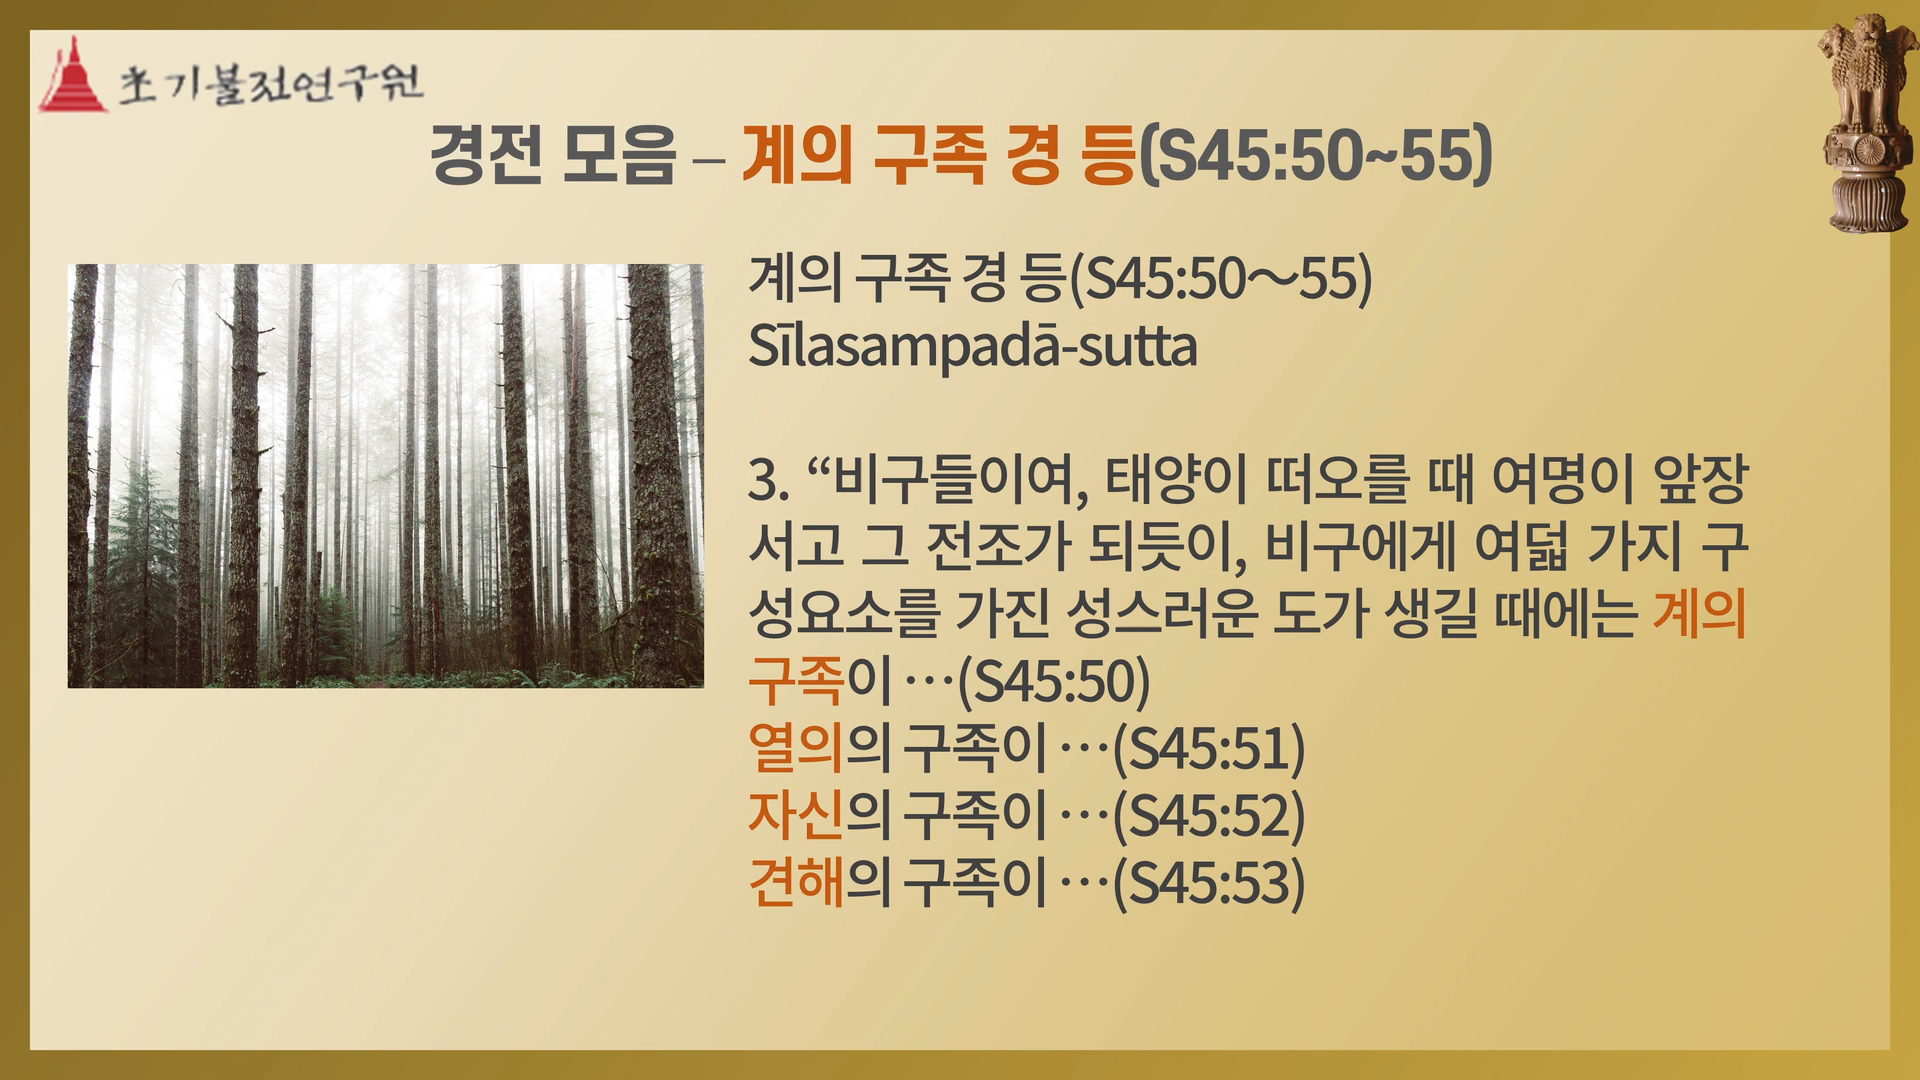 초기불전연구원
경전 모음 – 계의 구족 경 등(S45:50~55)
계의 구족 경 등(S45:50～55)
Sīlasampadā-sutta
3. “비구들이여, 태양이 떠오를 때 여명이 앞장
서고 그 전조가 되듯이, 비구에게 여덟 가지 구
성요소를 가진 성스러운 도가 생길 때에는 계의
구족이 …(S45:50)
열의의 구족이 …(S45:51)
자신의 구족이 …(S45:52)
견해의 구족이 …(S45:53)